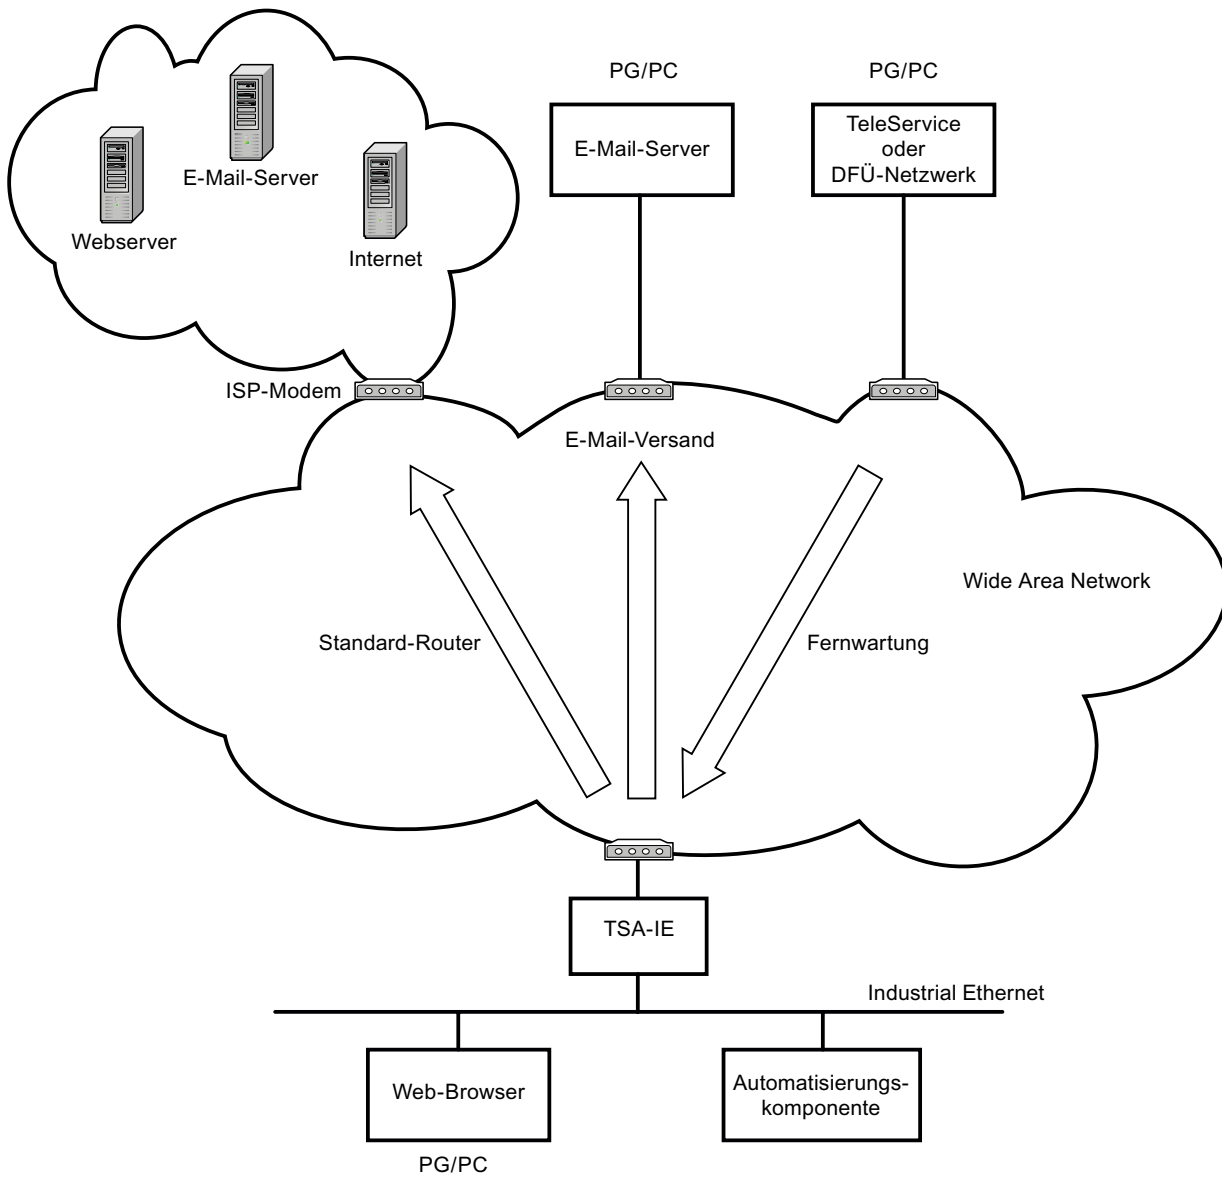 PG/PC
PG/PC
E-Mail-Server
TeleService
oder
DFÜ-Netzwerk
E-Mail-Server
Webserver
Internet
ISP-Modem
E-Mail-Versand
Wide Area Network
Standard-Router
Fernwartung
TSA-IE
Industrial Ethernet
Web-Browser
Automatisierungs-
komponente
PG/PC